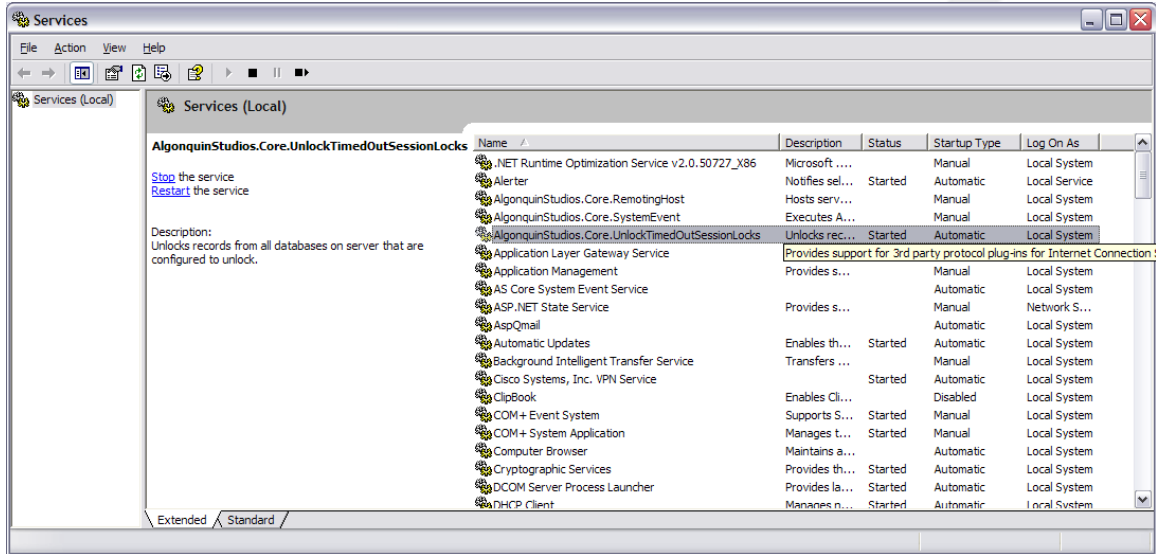 Services
File Action View Help
Services (Local)
Services (Local)
AlgonquinStudios.Core.UnlockTimedOutSessionLocks
Stop the service
Restart the service
Description:
Unlocks records from all databases on server that are
configured to unlock.
Name Description Status Startup Type Log On As
.NET Runtime Optimization Service v2.0.50727_X86 Microsoft .... Manual Local System
Alerter Notifies sel... Started Automatic Local Service
AlgonquinStudios.Core.RemotingHost Hosts serv... Manual Local System
AlgonquinStudios.Core.SystemEvent Executes A... Manual Local System
AlgonquinStudios.Core.UnlockTimedOutSessionLocks Unlocks rec... Started Automatic Local System
Application Layer Gateway Service Provides support for 3rd party protocol plug-ins for Internet Connection
Application Management Provides s... Manual Local System
AS Core System Event Service Automatic Local System
ASP.NET State Service Provides s... Manual Network S...
AspQmail Automatic Local System
Automatic Updates Enables th... Started Automatic Local System
Background Intelligent Transfer Service Transfers ... Manual Local System
Cisco Systems, Inc. VPN Service Started Automatic Local System
ClipBook Enables Cli... Disabled Local System
COM+ Event System Supports S... Started Manual Local System
COM+ System Application Manages t... Started Manual Local System
Computer Browser Maintains a... Automatic Local System
Cryptographic Services Provides th... Started Automatic Local System
DCOM Server Process Launcher Provides la... Started Automatic Local System
DHCP Client Manages n... Started Automatic Local System
Extended Standard